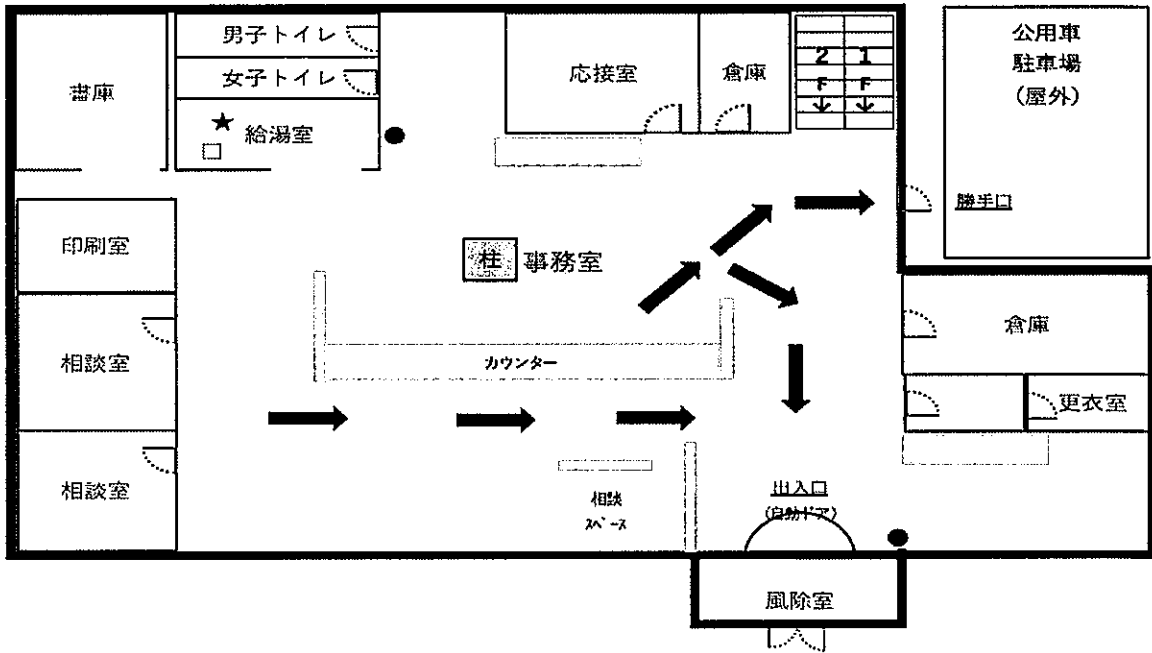 男子トイレ
女子トイレ
書庫
給湯室
応接室
倉庫
2F
1F
公用車
駐車場
(屋外)
勝手口
印刷室
柱
事務室
相談室
カウンター
倉庫
更衣室
相談室
相談
スペース
出入口
(自動ドア)
風除室